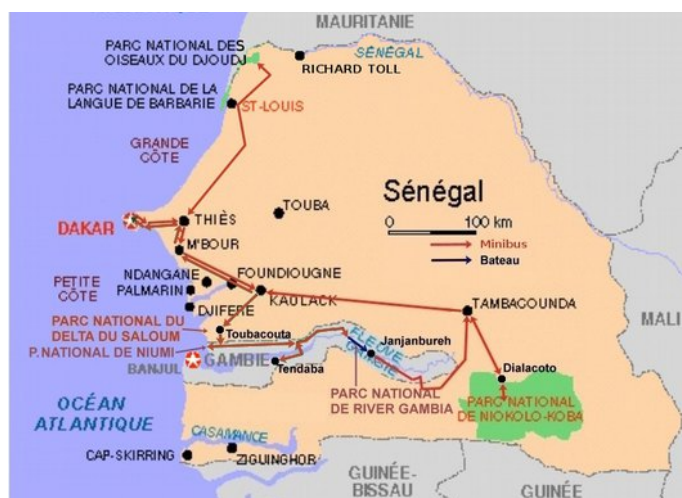 MAURITANIE
PARC NATIONAL DES
OISEAUX DU DJOUDJ
SÉNÉGAL
RICHARD TOLL
PARC NATIONAL DE LA
LANGUE DE BARBARIE
ST-LOUIS
GRANDE
CÔTE
Sénégal
TOUBA
0 100 km
DAKAR
THIÈS
Minibus
M'BOUR
Bateau
NDANGANE
FOUNDIOUGNE
PETITE
CÔTE
PALMARIN
KAOLACK
DJIFERE
TAMBACOUNDA
MALI
PARC NATIONAL DU
DELTA DU SALOUM
Toubacouta
P.NATIONAL DE NIUMI
FLEUVE
GAMBIE
Janjanbureh
BANJUL
GAMBIE
Tendaba
Dialacoto
PARC NATIONAL
DE RIVER GAMBIA
PARC NATIONAL
DE NIOKOLO-KOBA
OCÉAN
ATLANTIQUE
CASAMANCE
CAP-SKIRRING
ZIGUINGHOR
GUINÉE-
BISSAU
GUINÉE